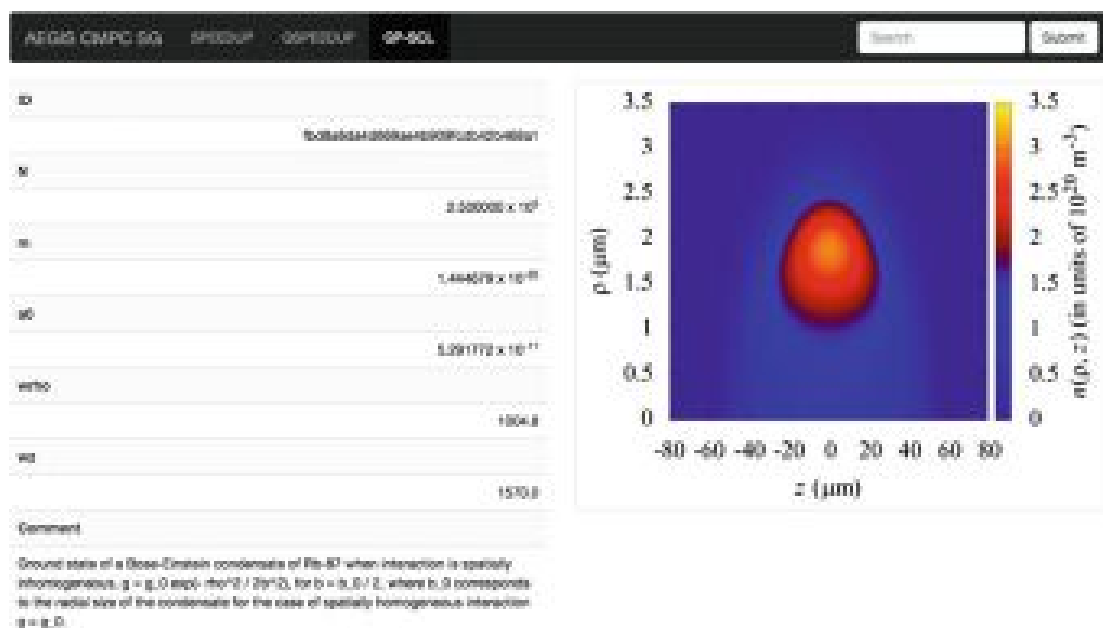 AEGIS CMPC SG SPEEDUP QSPEEDUP GP-SCL Search Submit
ID
N
2.500000 x 10
m
1.444679 x 10
a0
5.291772 x 10⁻¹¹
wrho
1004.8
wz
1570.0
Comment
Ground state of a Bose-Einstein condensate of Rb-87 when interaction is spatially
inhomogeneous, g = g_0 exp(- rho^2 / 2b^2), for b = b_0 / 2, where b_0 corresponds
to the radial size of the condensate for the case of spatially homogeneous interaction
g = g_0.
3.5
3
2.5
2
1.5
1
0.5
0
ρ (μm)
-80 -60 -40 -20 0 20 40 60 80
z (μm)
3.5
3
2.5
2
1.5
1
0.5
0
n(ρ, z) (in units of 10²⁰ m⁻³)